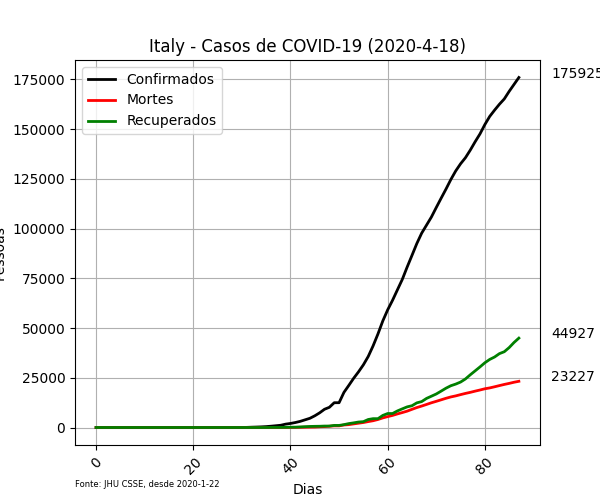 Italy - Casos de COVID-19 (2020-4-18)
Confirmados
Mortes
Recuperados
175000
150000
125000
100000
75000
50000
25000
0
175925
44927
23227
0
20
40
60
80
Dias
Fonte: JHU CSSE, desde 2020-1-22